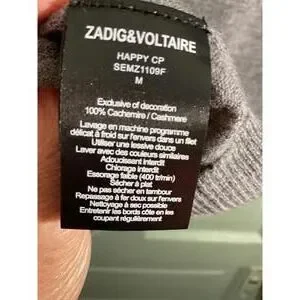 ZADIG&VOLTAIRE
HAPPY CP
SEMZ1109F
M
Exclusive of decoration
100% Cachemire / Cashmere
Lavage en machine programme
délicat à froid sur l'envers dans un filet
Utiliser une lessive douce
Laver avec des couleurs similaires
Adoucissant interdit
Chlorage interdit
Essorage faible (400 tr/min)
Sécher à plat
Ne pas sécher en tambour
Repassage à fer doux sur l'envers
Nettoyage à sec possible
Entretenir les bords côte en les
coupant régulièrement